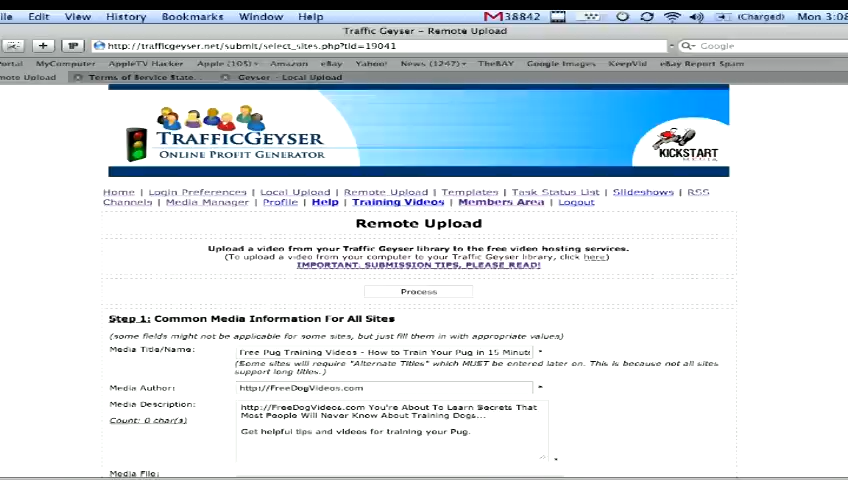 File Edit View History Bookmarks Window Help 38842 (Charged) Mon 3:08
Traffic Geyser – Remote Upload
http://trafficgeyser.net/submit/select_sites.php?tid=19041 Google
Portal MyComputer AppleTV Hacker Apple (105) Amazon eBay Yahoo! News (1247) TheBAY Google Images KeepVid eBay Report Spam
Remote Upload Terms of Service State... Geyser – Local Upload
TRAFFICGEYSER
ONLINE PROFIT GENERATOR
KICKSTART
MEDIA
Home | Login Preferences | Local Upload | Remote Upload | Templates | Task Status List | Slideshows | RSS
Channels | Media Manager | Profile | Help | Training Videos | Members Area | Logout
Remote Upload
Upload a video from your Traffic Geyser library to the free video hosting services.
(To upload a video from your computer to your Traffic Geyser library, click here)
IMPORTANT. SUBMISSION TIPS, PLEASE READ!
Process
Step 1: Common Media Information For All Sites
(some fields might not be applicable for some sites, but just fill them in with appropriate values)
Media Title/Name: Free Pug Training Videos - How to Train Your Pug in 15 Minut *
(Some sites will require "Alternate Titles" which MUST be entered later on. This is because not all sites
support long titles.)
Media Author: http://FreeDogVideos.com *
Media Description: http://FreeDogVideos.com You're About To Learn Secrets That
Most People Will Never Know About Training Dogs...
Count: 0 char(s)
Get helpful tips and videos for training your Pug.
*
Media File: